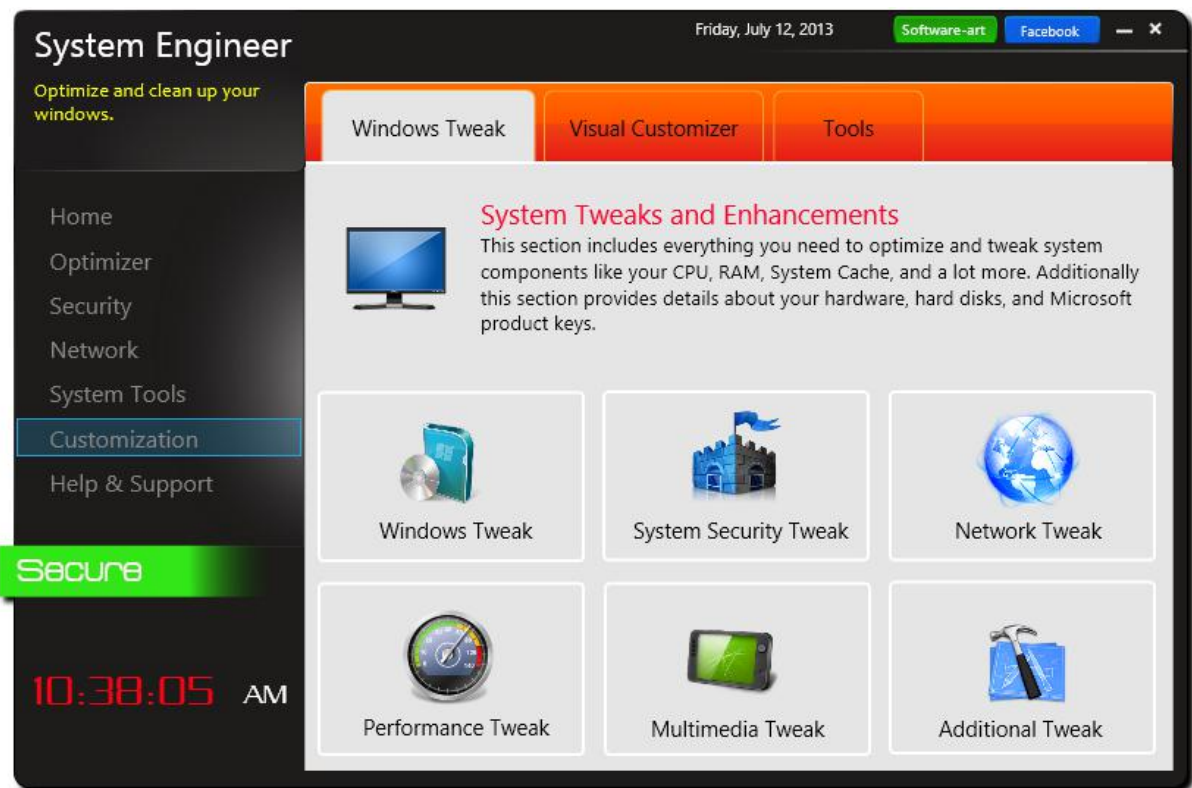 System Engineer
Friday, July 12, 2013
Software-art
Facebook
Optimize and clean up your
windows.
Windows Tweak
Visual Customizer
Tools
Home
Optimizer
Security
Network
System Tools
Customization
Help & Support
Secure
10:38:05 AM
System Tweaks and Enhancements
This section includes everything you need to optimize and tweak system
components like your CPU, RAM, System Cache, and a lot more. Additionally
this section provides details about your hardware, hard disks, and Microsoft
product keys.
Windows Tweak
System Security Tweak
Network Tweak
Performance Tweak
Multimedia Tweak
Additional Tweak